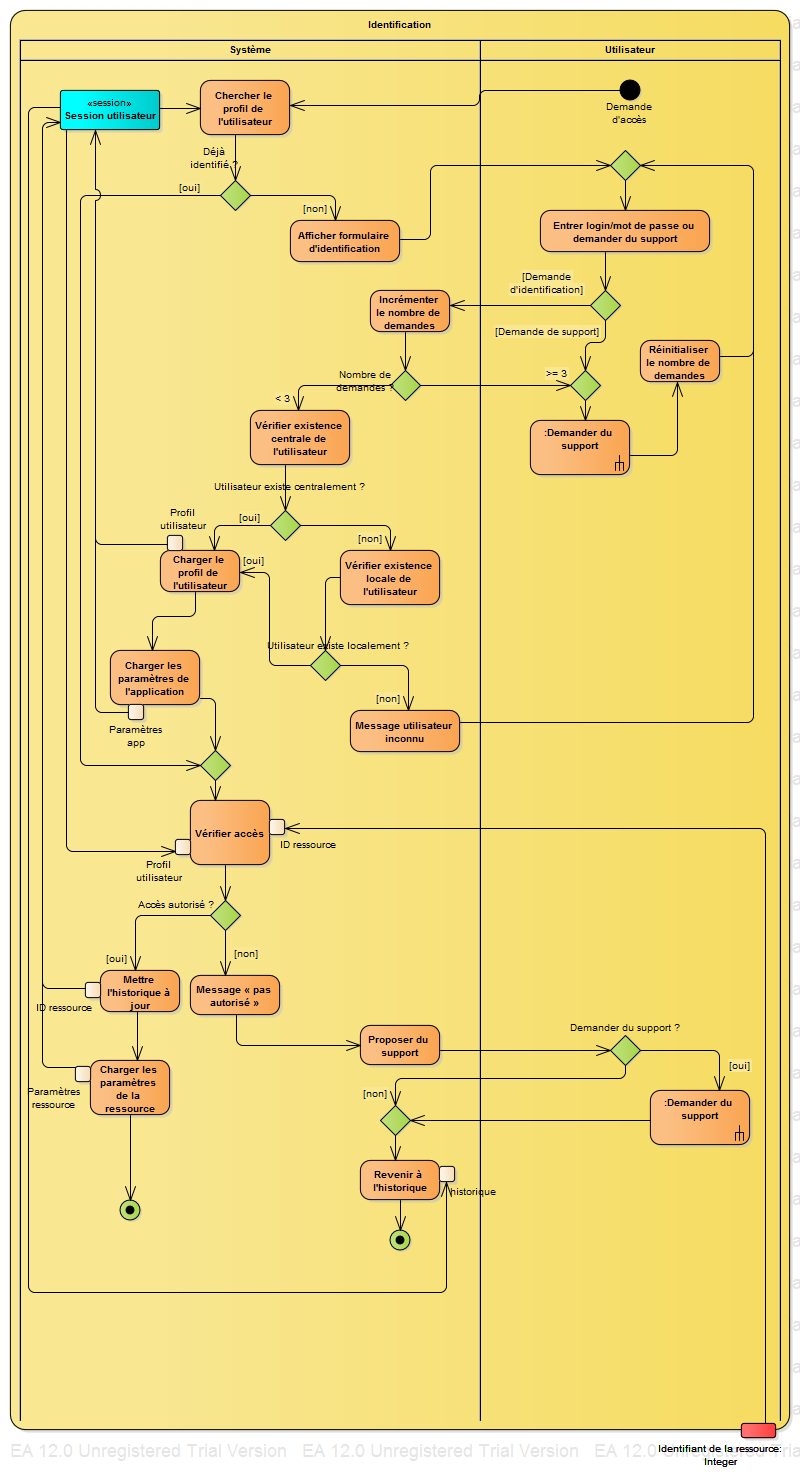 Identification
Système
Utilisateur
«session»
Session utilisateur
Chercher le
profil de
l'utilisateur
Demande
d'accès
Déjà
identifié ?
[oui]
[non]
Afficher formulaire
d'identification
Entrer login/mot de passe ou
demander du support
[Demande
d'identification]
Incrémenter
le nombre de
demandes
[Demande de support]
Réinitialiser
le nombre de
demandes
Nombre de
demandes ?
>= 3
< 3
Vérifier existence
centrale de
l'utilisateur
:Demander du
support
Utilisateur existe centralement ?
Profil
utilisateur
[oui]
[non]
Charger le
profil de
l'utilisateur
[oui]
Vérifier existence
locale de
l'utilisateur
Utilisateur existe localement ?
Charger les
paramètres de
l'application
[non]
Message utilisateur
inconnu
Paramètres
app
Vérifier accès
ID ressource
Profil
utilisateur
Accès autorisé ?
[oui]
[non]
Mettre
l'historique à
jour
Message « pas
autorisé »
ID ressource
Proposer du
support
Demander du support ?
[oui]
Charger les
paramètres
de la
ressource
Paramètres
ressource
[non]
:Demander du
support
Revenir à
l'historique
historique
Identifiant de la ressource:
Integer
EA 12.0 Unregistered Trial Version EA 12.0 Unregistered Trial Version EA 12.0 Unregistered Trial